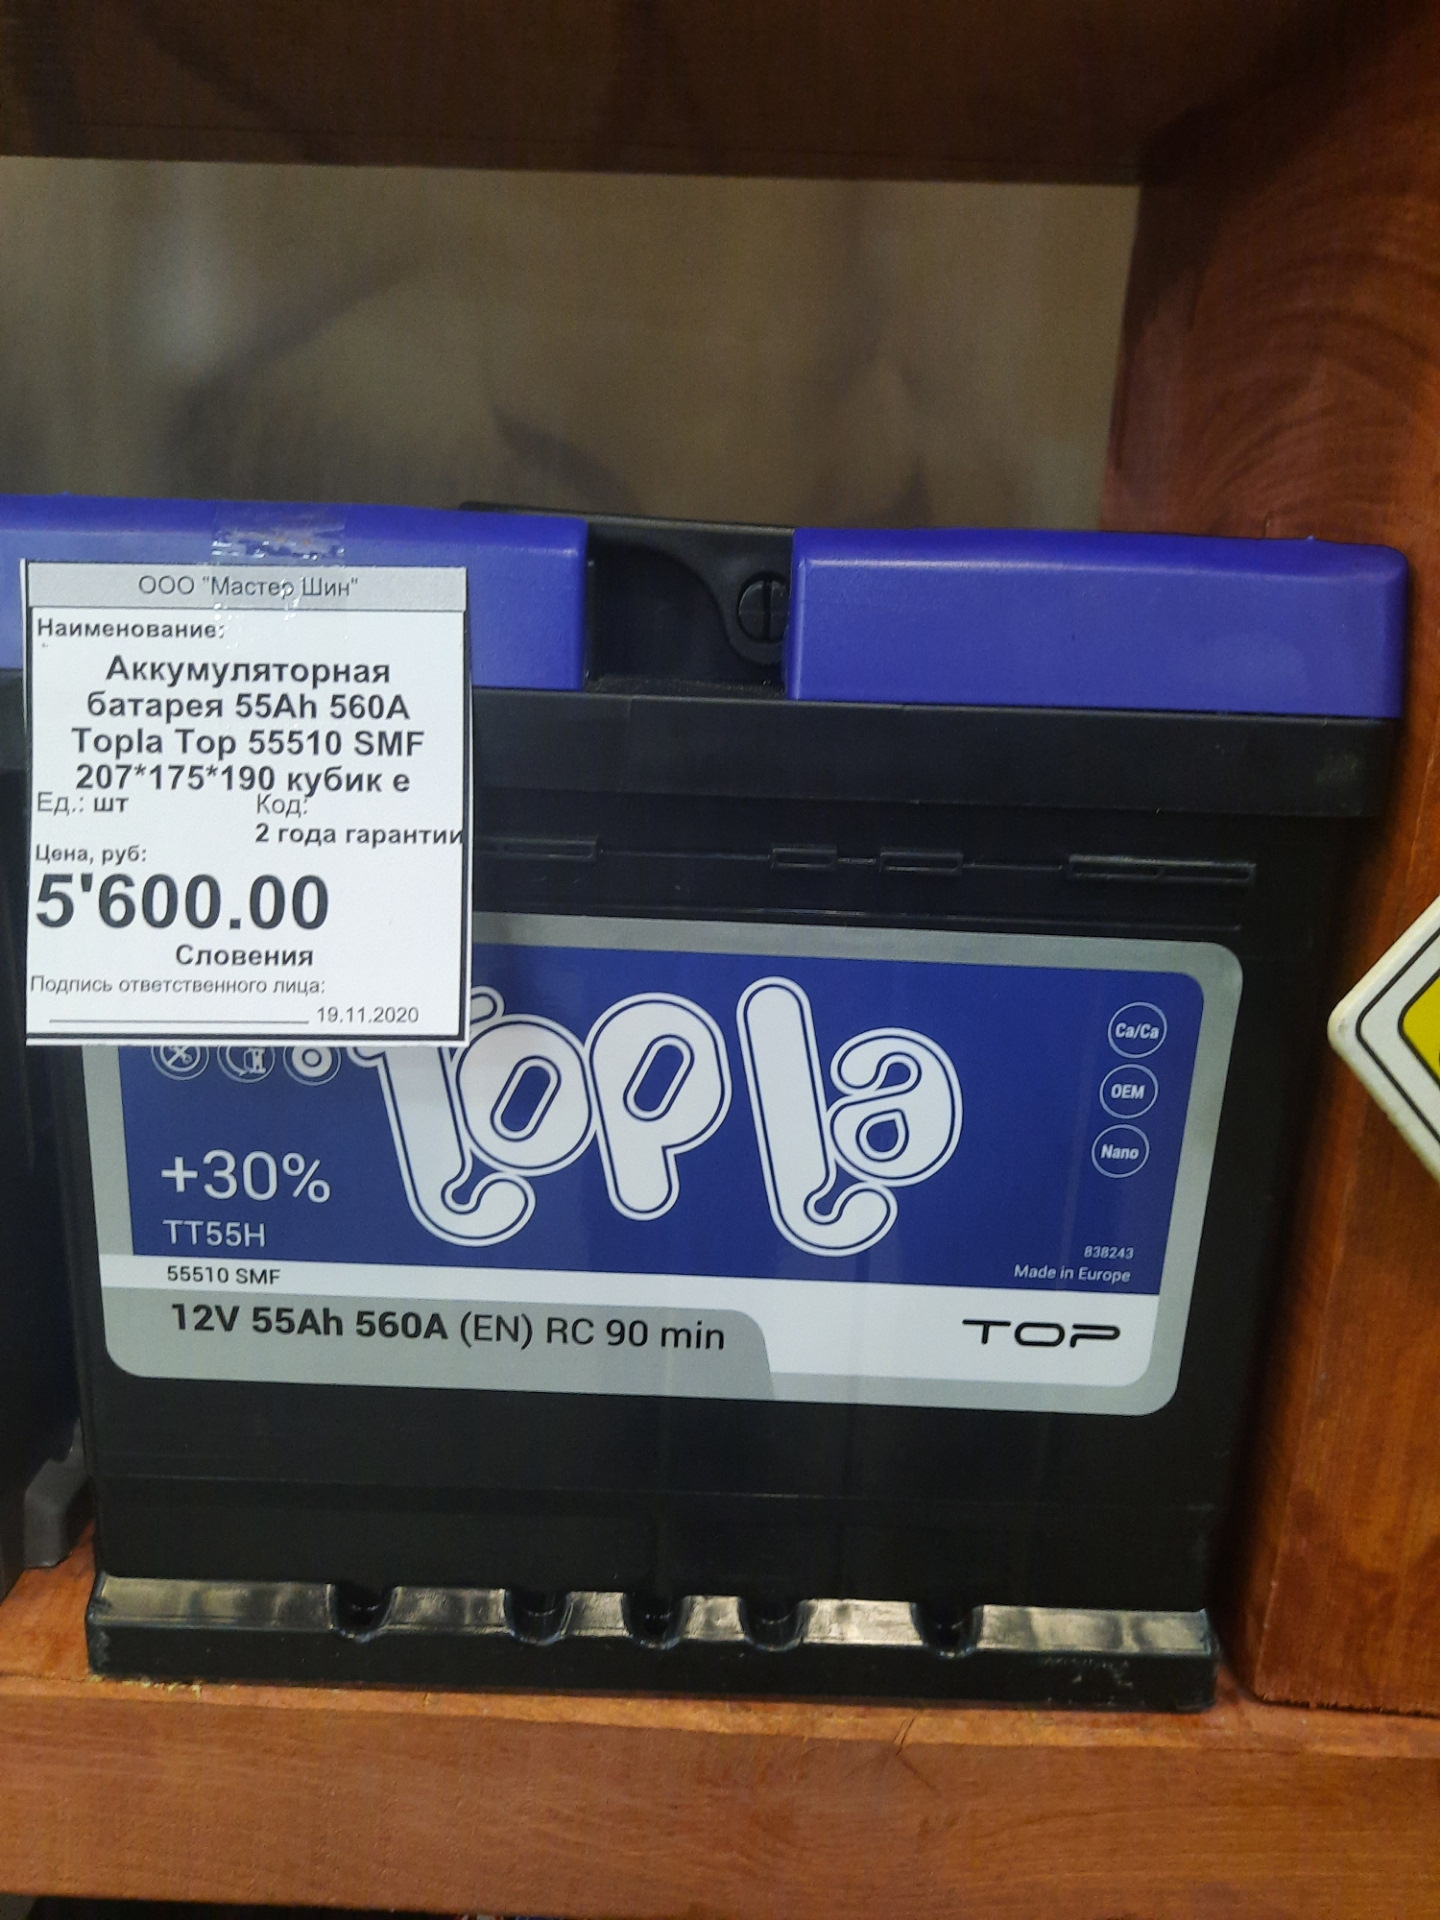 ООО "Мастер Шин"
Наименование:
Аккумуляторная
батарея 55Ah 560A
Topla Top 55510 SMF
207*175*190 кубик е
Ед.: шт Код:
2 года гарантии
Цена, руб:
5'600.00
Словения
Подпись ответственного лица:
19.11.2020
Topla
Ca/Ca
OEM
Nano
+30%
TT55H
838243
Made in Europe
55510 SMF
12V 55Ah 560A (EN) RC 90 min
TOP